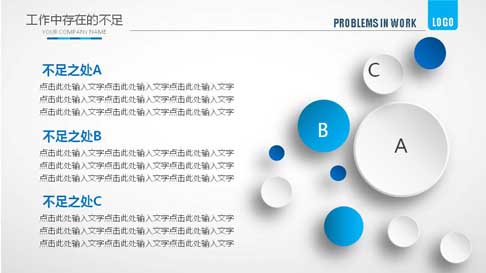 工作中存在的不足
YOUR COMPANY NAME
PROBLEMS IN WORK
LOGO
不足之处A
点击此处输入文字点击此处输入文字点击此处输入文字
点击此处输入文字点击此处输入文字点击此处输入文字
点击此处输入文字点击此处输入文字点击此处输入文字
不足之处B
点击此处输入文字点击此处输入文字点击此处输入文字
点击此处输入文字点击此处输入文字点击此处输入文字
点击此处输入文字点击此处输入文字点击此处输入文字
不足之处C
点击此处输入文字点击此处输入文字点击此处输入文字
点击此处输入文字点击此处输入文字点击此处输入文字
点击此处输入文字点击此处输入文字点击此处输入文字
C
B
A